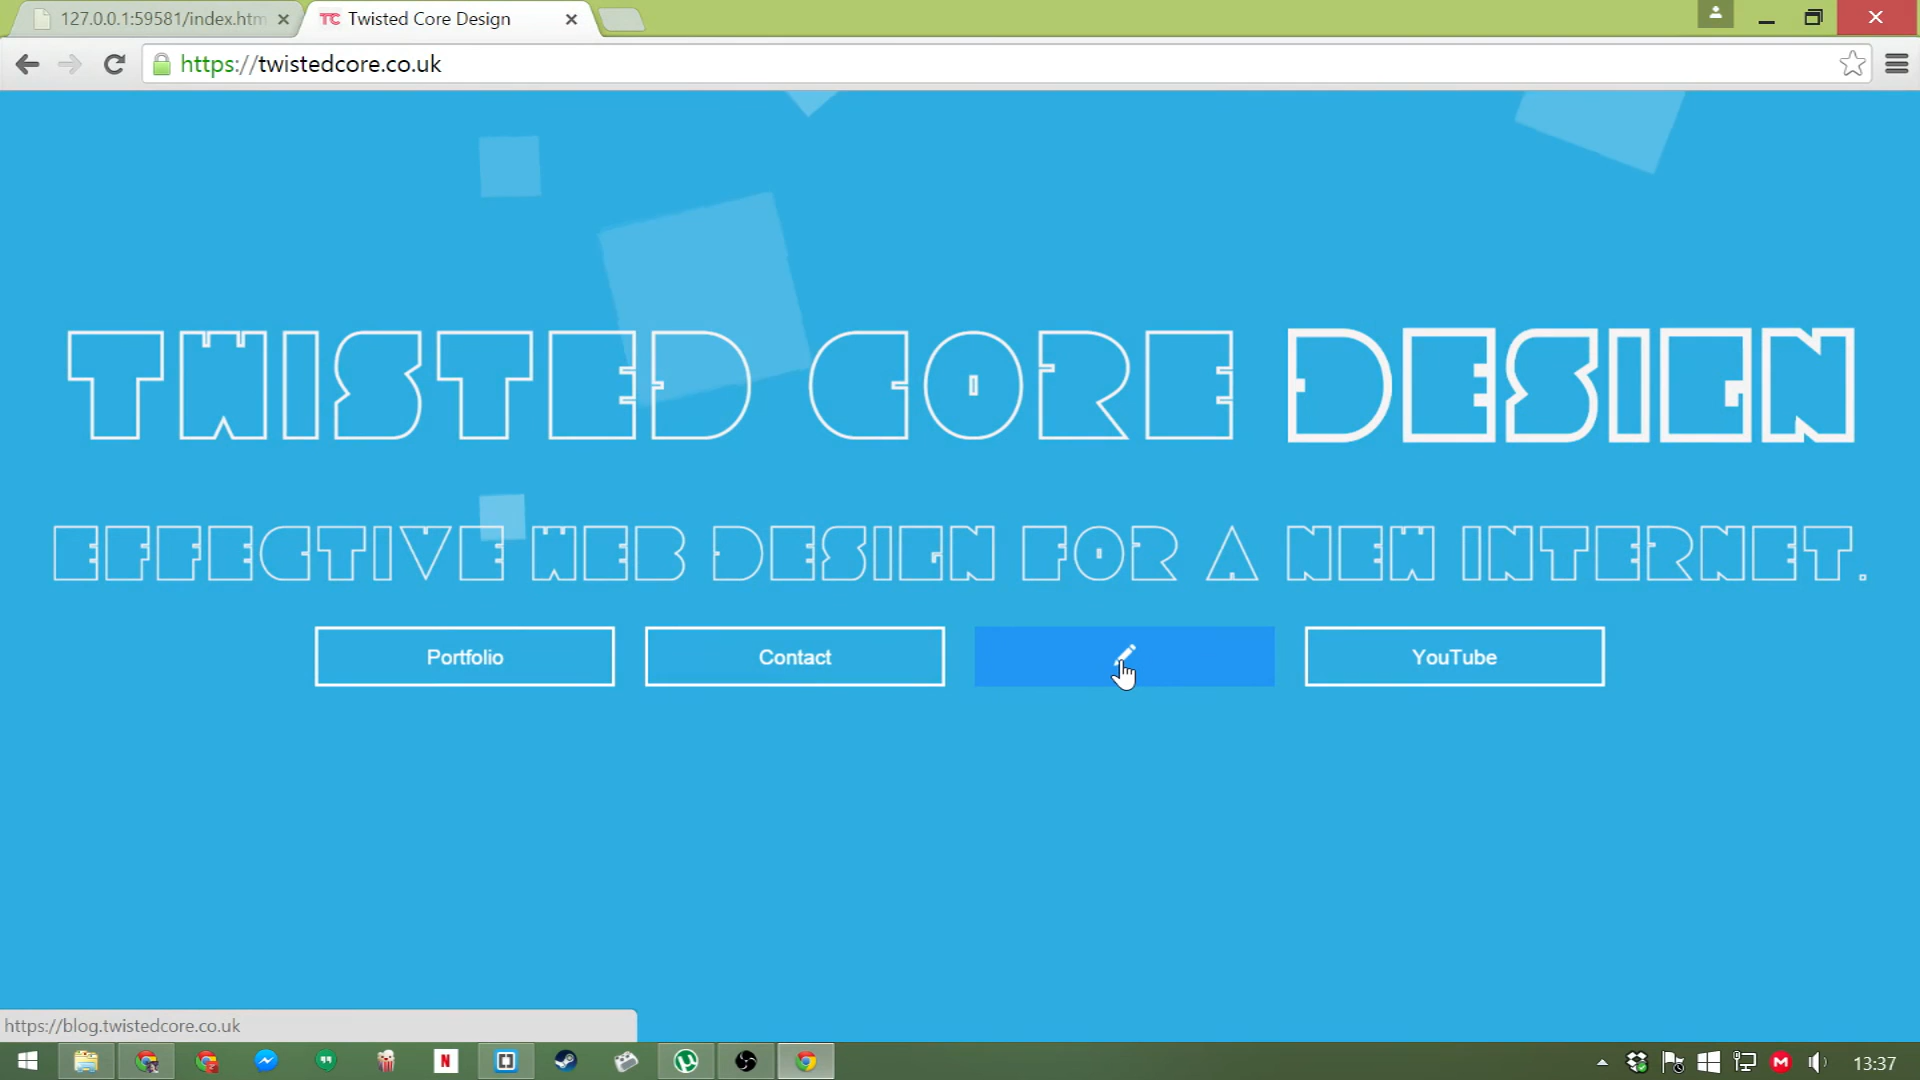 127.0.0.1:59581/index.htm
TC Twisted Core Design
https://twistedcore.co.uk
TWISTED CORE DESIGN
EFFECTIVE WEB DESIGN FOR A NEW INTERNET.
Portfolio
Contact
YouTube
https://blog.twistedcore.co.uk
N
M
13:37